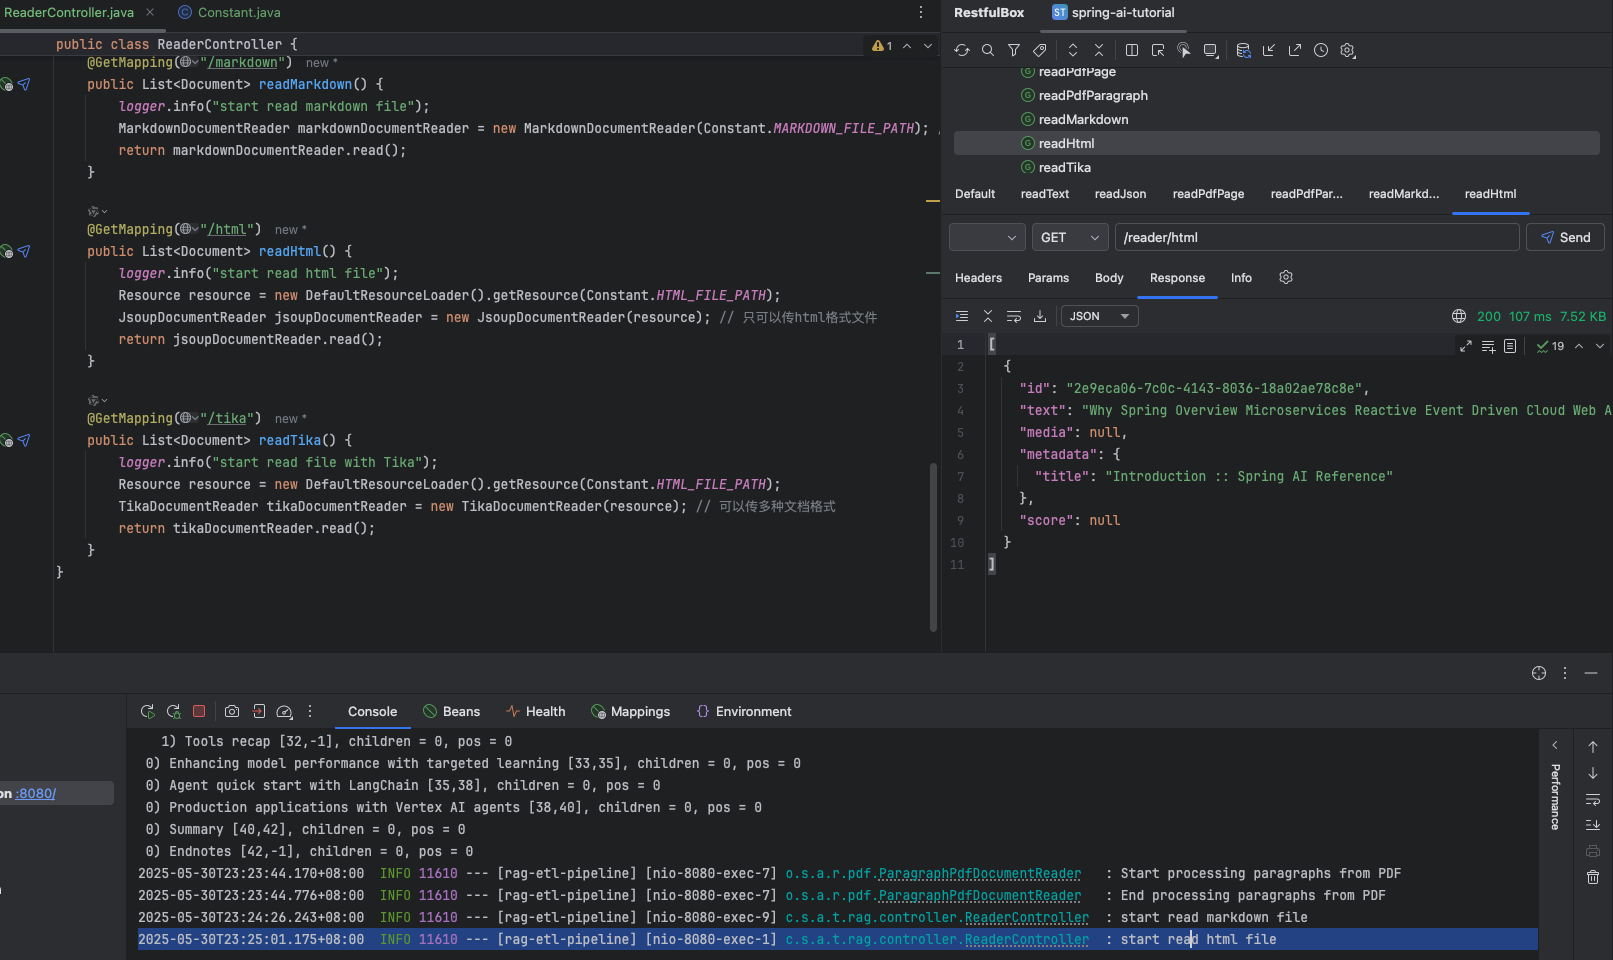 ReaderController.java
Constant.java
public class ReaderController {
1
@GetMapping("/markdown") new *
public List<Document> readMarkdown() {
logger.info("start read markdown file");
MarkdownDocumentReader markdownDocumentReader = new MarkdownDocumentReader(Constant.MARKDOWN_FILE_PATH); /
return markdownDocumentReader.read();
}
@GetMapping("/html") new *
public List<Document> readHtml() {
logger.info("start read html file");
Resource resource = new DefaultResourceLoader().getResource(Constant.HTML_FILE_PATH);
JsoupDocumentReader jsoupDocumentReader = new JsoupDocumentReader(resource); // 只可以传html格式文件
return jsoupDocumentReader.read();
}
@GetMapping("/tika") new *
public List<Document> readTika() {
logger.info("start read file with Tika");
Resource resource = new DefaultResourceLoader().getResource(Constant.HTML_FILE_PATH);
TikaDocumentReader tikaDocumentReader = new TikaDocumentReader(resource); // 可以传多种文档格式
return tikaDocumentReader.read();
}
}
RestfulBox ST spring-ai-tutorial
G readPdfPage
G readPdfParagraph
G readMarkdown
G readHtml
G readTika
Default readText readJson readPdfPage readPdfPar... readMarkd... readHtml
GET /reader/html Send
Headers Params Body Response Info
JSON 200 107 ms 7.52 KB
1 [ 19
2 {
3 "id": "2e9eca06-7c0c-4143-8036-18a02ae78c8e",
4 "text": "Why Spring Overview Microservices Reactive Event Driven Cloud Web A
5 "media": null,
6 "metadata": {
7 "title": "Introduction :: Spring AI Reference"
8 },
9 "score": null
10 }
11 ]
Console Beans Health Mappings Environment
on :8080/
1) Tools recap [32,-1], children = 0, pos = 0
0) Enhancing model performance with targeted learning [33,35], children = 0, pos = 0
0) Agent quick start with LangChain [35,38], children = 0, pos = 0
0) Production applications with Vertex AI agents [38,40], children = 0, pos = 0
0) Summary [40,42], children = 0, pos = 0
0) Endnotes [42,-1], children = 0, pos = 0
2025-05-30T23:23:44.170+08:00 INFO 11610 --- [rag-etl-pipeline] [nio-8080-exec-7] o.s.a.r.pdf.ParagraphPdfDocumentReader : Start processing paragraphs from PDF
2025-05-30T23:23:44.776+08:00 INFO 11610 --- [rag-etl-pipeline] [nio-8080-exec-7] o.s.a.r.pdf.ParagraphPdfDocumentReader : End processing paragraphs from PDF
2025-05-30T23:24:26.243+08:00 INFO 11610 --- [rag-etl-pipeline] [nio-8080-exec-9] c.s.a.t.rag.controller.ReaderController : start read markdown file
2025-05-30T23:25:01.175+08:00 INFO 11610 --- [rag-etl-pipeline] [nio-8080-exec-1] c.s.a.t.rag.controller.ReaderController : start read html file
Performance